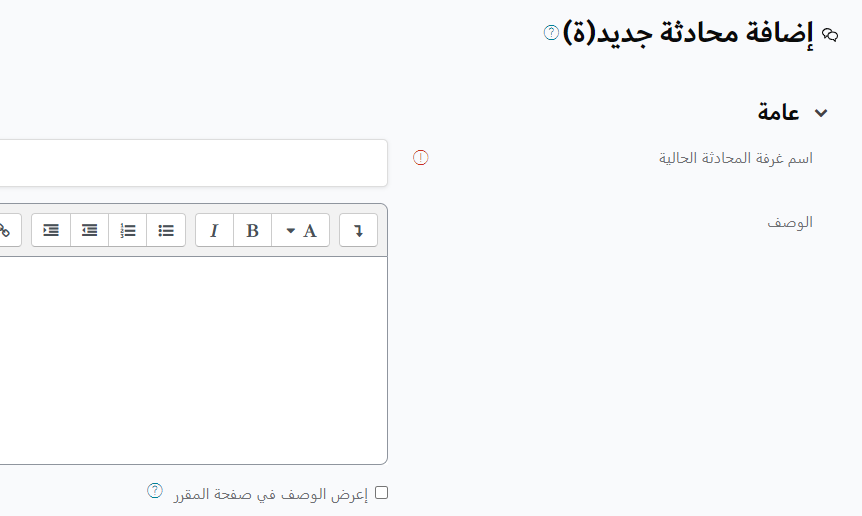 إضافة محادثة جديد(ة)
عامة
اسم غرفة المحادثة الحالية
الوصف
A B I
إعرض الوصف في صفحة المقرر